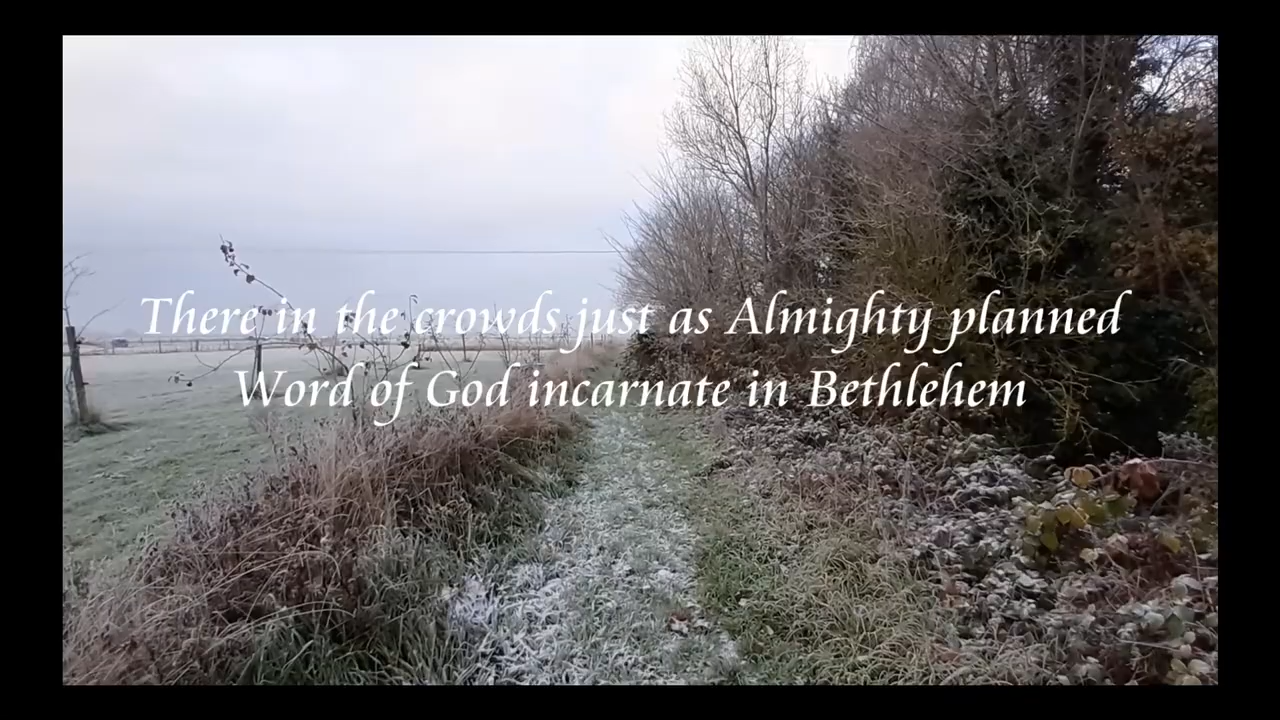 There in the crowds just as Almighty planned
Word of God incarnate in Bethlehem